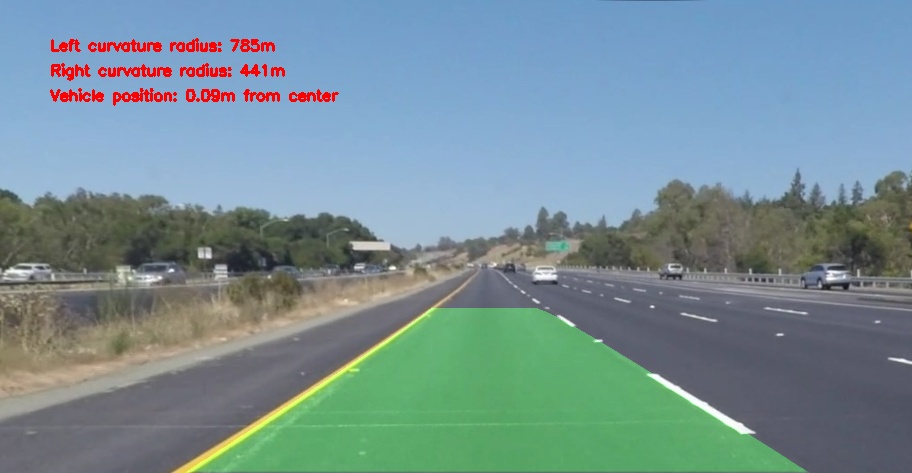 Left curvature radius: 785m
Right curvature radius: 441m
Vehicle position: 0.09m from center